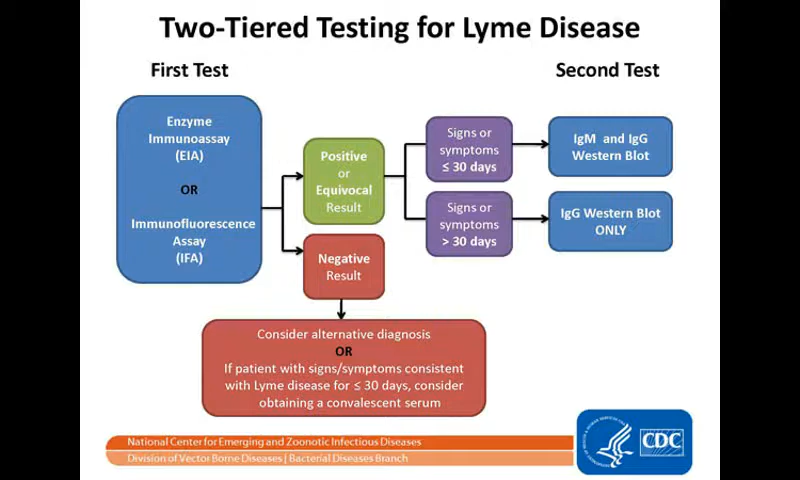 Two-Tiered Testing for Lyme Disease
First Test
Second Test
Enzyme
Immunoassay
(EIA)
OR
Immunofluorescence
Assay
(IFA)
Positive
or
Equivocal
Result
Negative
Result
Signs or
symptoms
≤ 30 days
Signs or
symptoms
> 30 days
IgM and IgG
Western Blot
IgG Western Blot
ONLY
Consider alternative diagnosis
OR
If patient with signs/symptoms consistent
with Lyme disease for ≤ 30 days, consider
obtaining a convalescent serum
National Center for Emerging and Zoonotic Infectious Diseases
Division of Vector Borne Diseases | Bacterial Diseases Branch
CDC